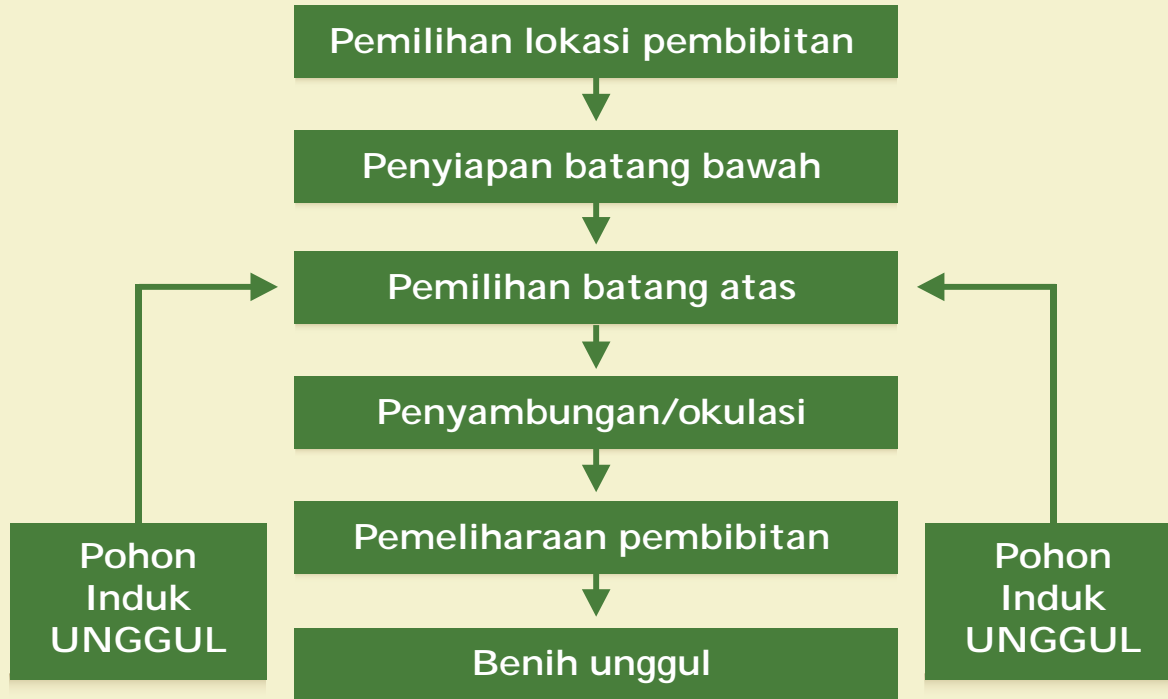 Pemilihan lokasi pembibitan
Penyiapan batang bawah
Pemilihan batang atas
Penyambungan/okulasi
Pemeliharaan pembibitan
Pohon
Induk
UNGGUL
Pohon
Induk
UNGGUL
Benih unggul